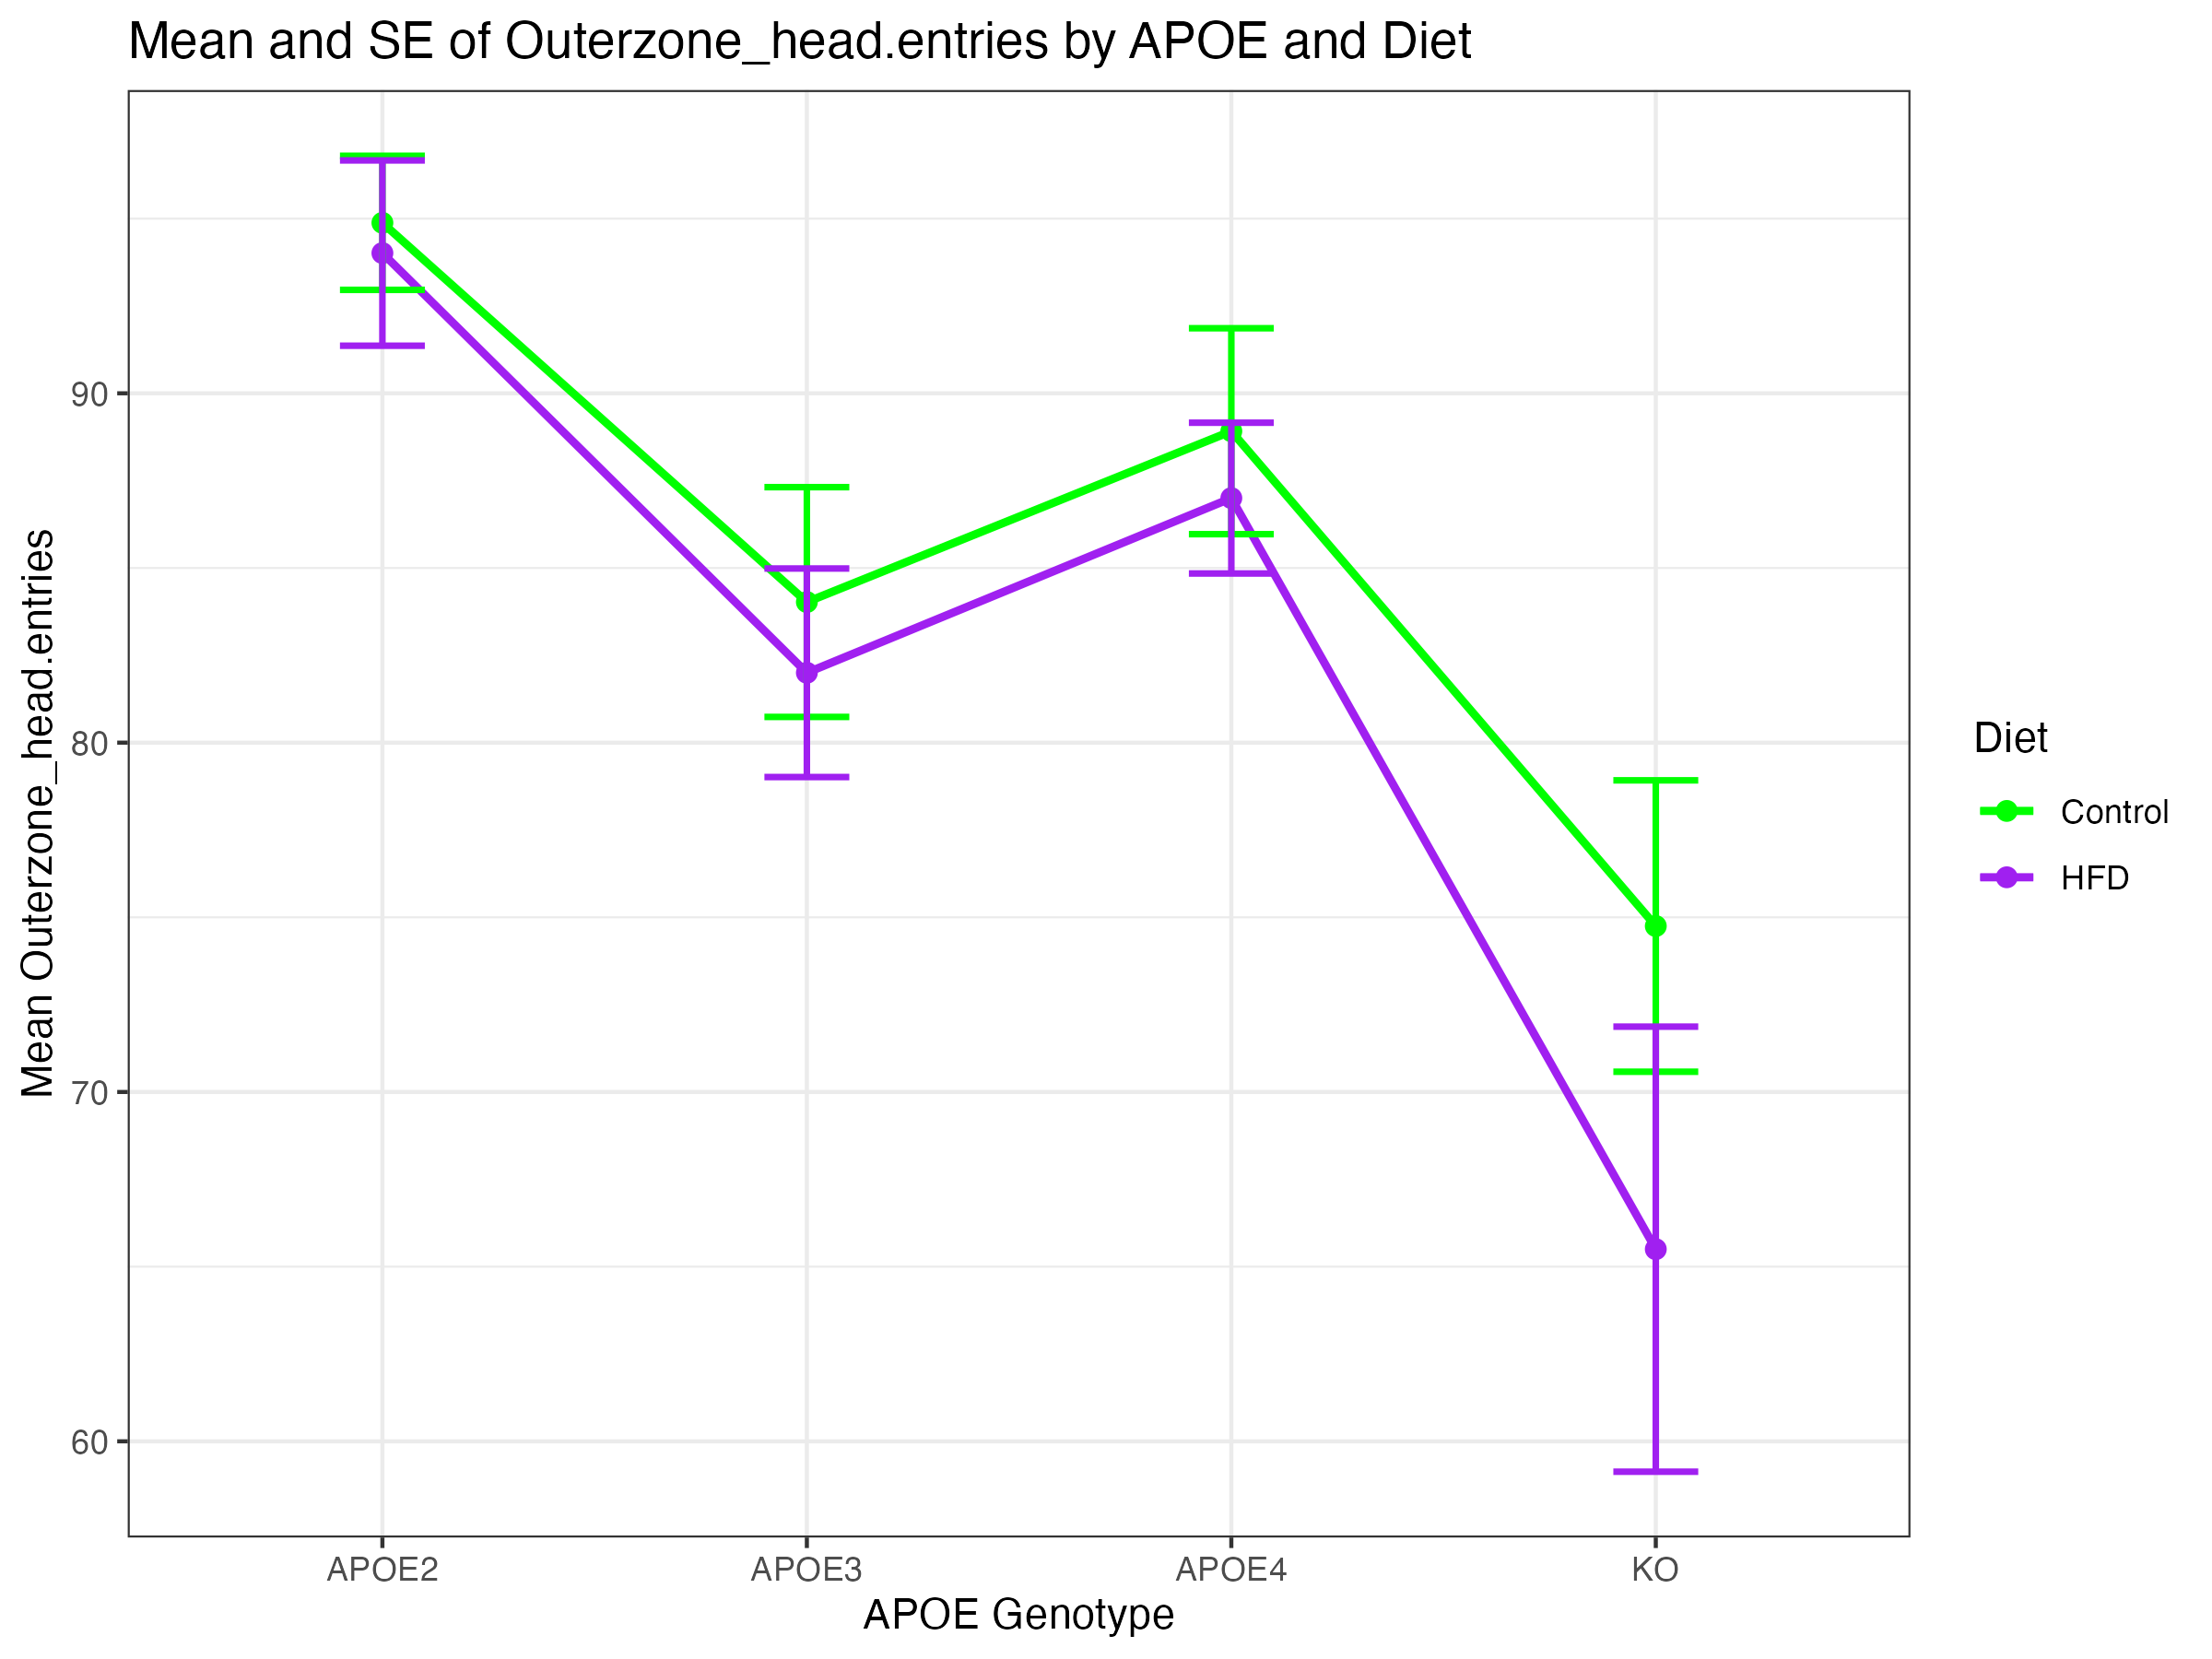 Mean and SE of Outerzone_head.entries by APOE and Diet
Mean Outerzone_head.entries
90
80
70
60
APOE2
APOE3
APOE4
KO
APOE Genotype
Diet
Control
HFD